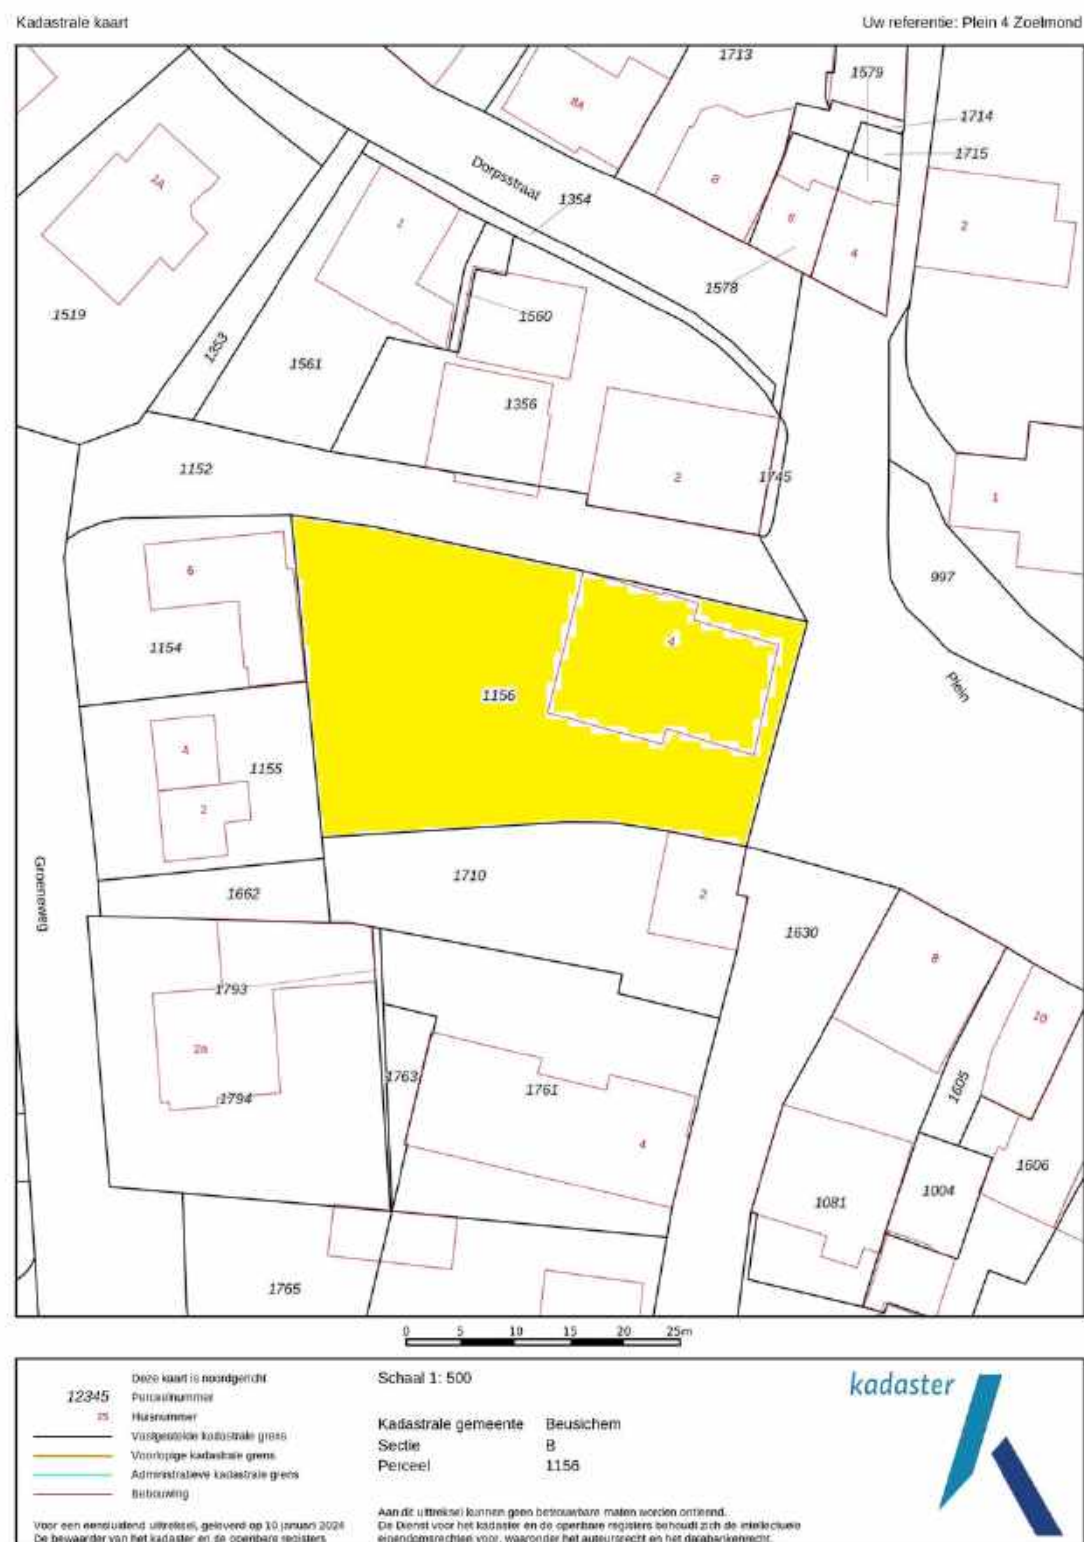 Kadastrale kaart
Uw referentie: Plein 4 Zoelmond
1713
1579
8A
1714
1715
1A
Dorpsstraat
1354
8
6
4
2
1578
1519
1353
1560
1561
1356
1152
2
1745
1
6
997
1154
4
1156
Plein
4
1155
2
Groeneweg
1710
1662
2
1630
8
1793
10
2a
1763
1761
1605
1794
4
1606
1004
1081
1765
0 5 10 15 20 25m
Deze kaart is noordgericht
12345 Perceelnummer
25 Huisnummer
Vastgestelde kadastrale grens
Voorlopige kadastrale grens
Administratieve kadastrale grens
Bebouwing
Voor een eensluidend uittreksel, geleverd op 10 januari 2024
De bewaarder van het kadaster en de openbare registers
Schaal 1: 500
Kadastrale gemeente Beusichem
Sectie B
Perceel 1156
Aan dit uittreksel kunnen geen betrouwbare maten worden ontleend.
De Dienst voor het kadaster en de openbare registers behoudt zich de intellectuele
eigendomsrechten voor, waaronder het auteursrecht en het databankenrecht.
kadaster